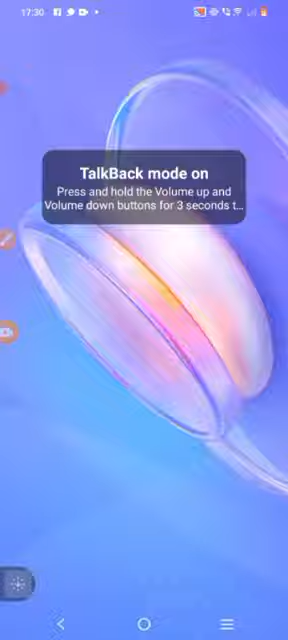 17:30
TalkBack mode on
Press and hold the Volume up and
Volume down buttons for 3 seconds t...